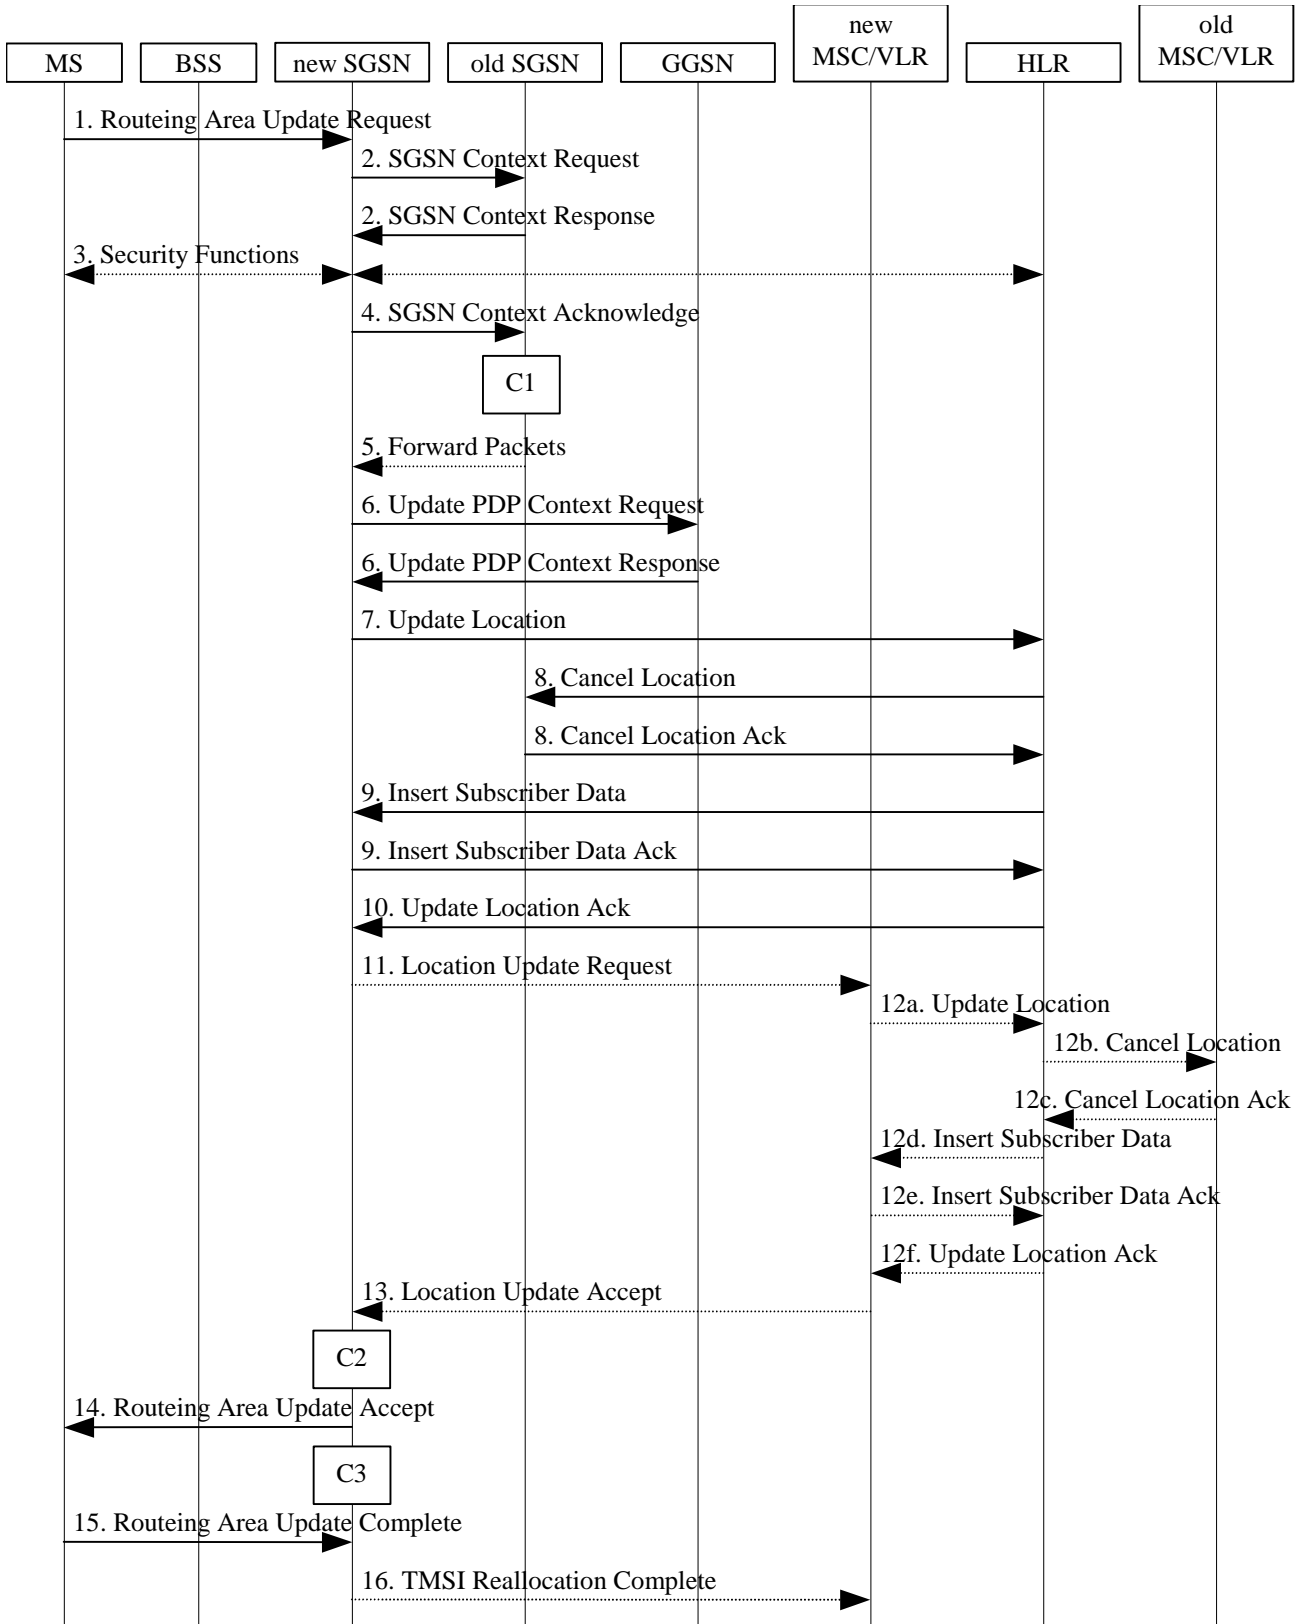 new
MSC/VLR
old
MSC/VLR
MS
BSS
new SGSN
old SGSN
GGSN
HLR
1. Routeing Area Update Request
2. SGSN Context Request
2. SGSN Context Response
3. Security Functions
4. SGSN Context Acknowledge
C1
5. Forward Packets
6. Update PDP Context Request
6. Update PDP Context Response
7. Update Location
8. Cancel Location
8. Cancel Location Ack
9. Insert Subscriber Data
9. Insert Subscriber Data Ack
10. Update Location Ack
11. Location Update Request
12a. Update Location
12b. Cancel Location
12c. Cancel Location Ack
12d. Insert Subscriber Data
12e. Insert Subscriber Data Ack
12f. Update Location Ack
13. Location Update Accept
C2
14. Routeing Area Update Accept
C3
15. Routeing Area Update Complete
16. TMSI Reallocation Complete